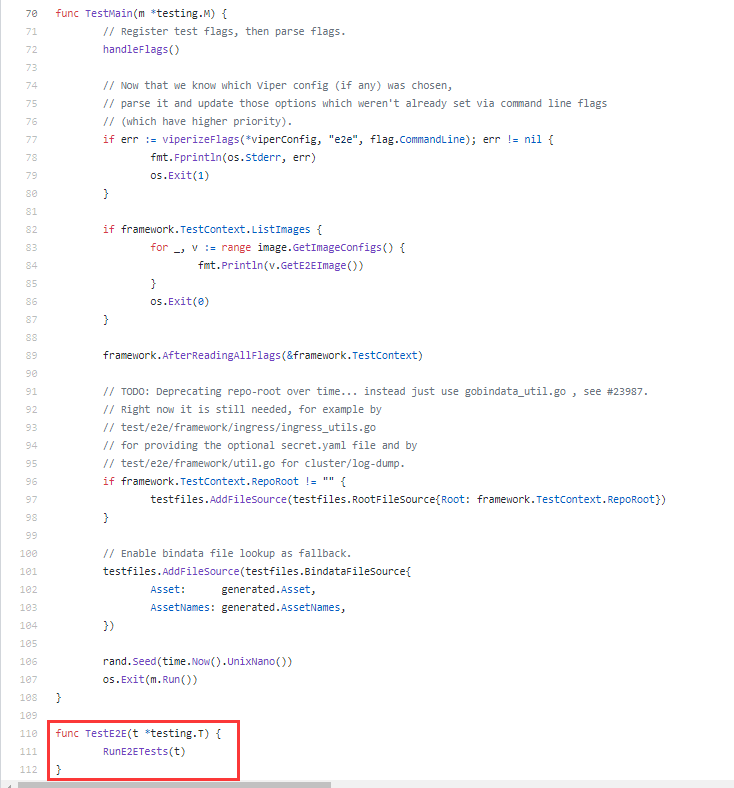 70 func TestMain(m *testing.M) {
71 // Register test flags, then parse flags.
72 handleFlags()
73
74 // Now that we know which Viper config (if any) was chosen,
75 // parse it and update those options which weren't already set via command line flags
76 // (which have higher priority).
77 if err := viperizeFlags(*viperConfig, "e2e", flag.CommandLine); err != nil {
78 fmt.Fprintln(os.Stderr, err)
79 os.Exit(1)
80 }
81
82 if framework.TestContext.ListImages {
83 for _, v := range image.GetImageConfigs() {
84 fmt.Println(v.GetE2EImage())
85 }
86 os.Exit(0)
87 }
88
89 framework.AfterReadingAllFlags(&framework.TestContext)
90
91 // TODO: Deprecating repo-root over time... instead just use gobindata_util.go , see #23987.
92 // Right now it is still needed, for example by
93 // test/e2e/framework/ingress/ingress_utils.go
94 // for providing the optional secret.yaml file and by
95 // test/e2e/framework/util.go for cluster/log-dump.
96 if framework.TestContext.RepoRoot != "" {
97 testfiles.AddFileSource(testfiles.RootFileSource{Root: framework.TestContext.RepoRoot})
98 }
99
100 // Enable bindata file lookup as fallback.
101 testfiles.AddFileSource(testfiles.BindataFileSource{
102 Asset: generated.Asset,
103 AssetNames: generated.AssetNames,
104 })
105
106 rand.Seed(time.Now().UnixNano())
107 os.Exit(m.Run())
108 }
109
110 func TestE2E(t *testing.T) {
111 RunE2ETests(t)
112 }